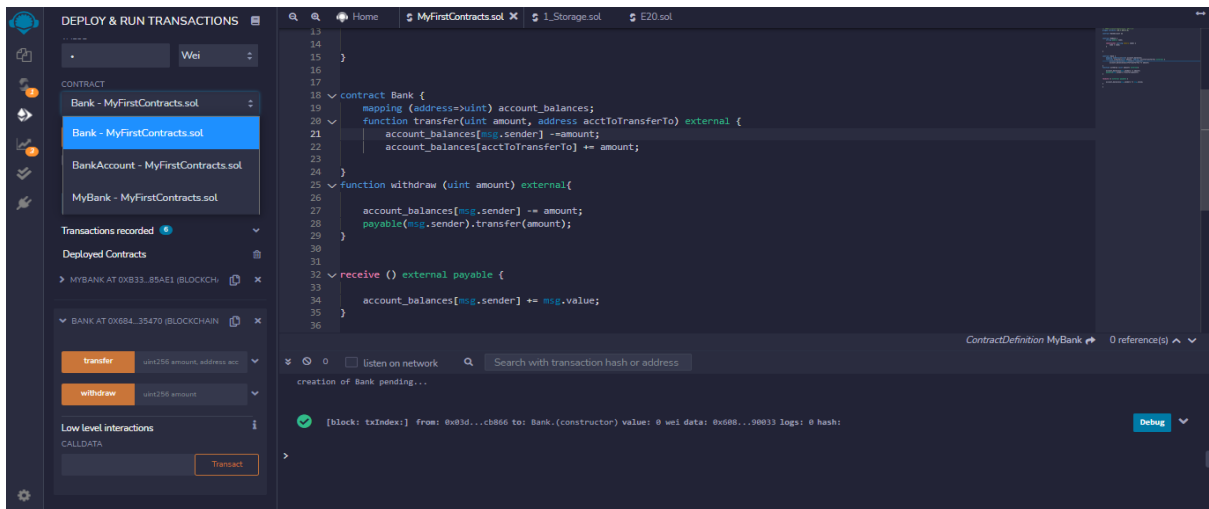 DEPLOY & RUN TRANSACTIONS
Wei
CONTRACT
Bank - MyFirstContracts.sol
Bank - MyFirstContracts.sol
BankAccount - MyFirstContracts.sol
MyBank - MyFirstContracts.sol
Transactions recorded 6
Deployed Contracts
MYBANK AT 0XB33...85AE1 (BLOCKCH
BANK AT 0X6B4...35470 (BLOCKCHAIN
transfer uint256 amount, address acc
withdraw uint256 amount
Low level interactions
CALLDATA
Transact
Home MyFirstContracts.sol 1_Storage.sol E20.sol
13
14
15 }
16
17
18 contract Bank {
19 mapping (address=>uint) account_balances;
20 function transfer(uint amount, address acctToTransferTo) external {
21 account_balances[msg.sender] -=amount;
22 account_balances[acctToTransferTo] += amount;
23
24 }
25 function withdraw (uint amount) external{
26
27 account_balances[msg.sender] -= amount;
28 payable(msg.sender).transfer(amount);
29 }
30
31
32 receive () external payable {
33
34 account_balances[msg.sender] += msg.value;
35 }
36
ContractDefinition MyBank 0 reference(s)
0 listen on network Search with transaction hash or address
creation of Bank pending...
[block: txIndex:] from: 0x03d...cb866 to: Bank.(constructor) value: 0 wei data: 0x608...90033 logs: 0 hash:
Debug
>